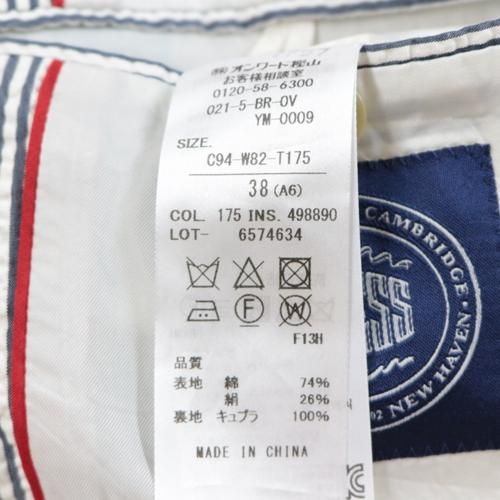 ㈱オンワード樫山
お客様相談室
0120-58-6300
021-5-BR-OV
YM-0009
SIZE.
C94-W82-T175
38 (A6)
COL. 175 INS. 498890
LOT- 6574634
F
W
F13H
品質
表地 綿 74%
絹 26%
裏地 キュプラ 100%
MADE IN CHINA
CAMBRIDGE
NEW HAVEN